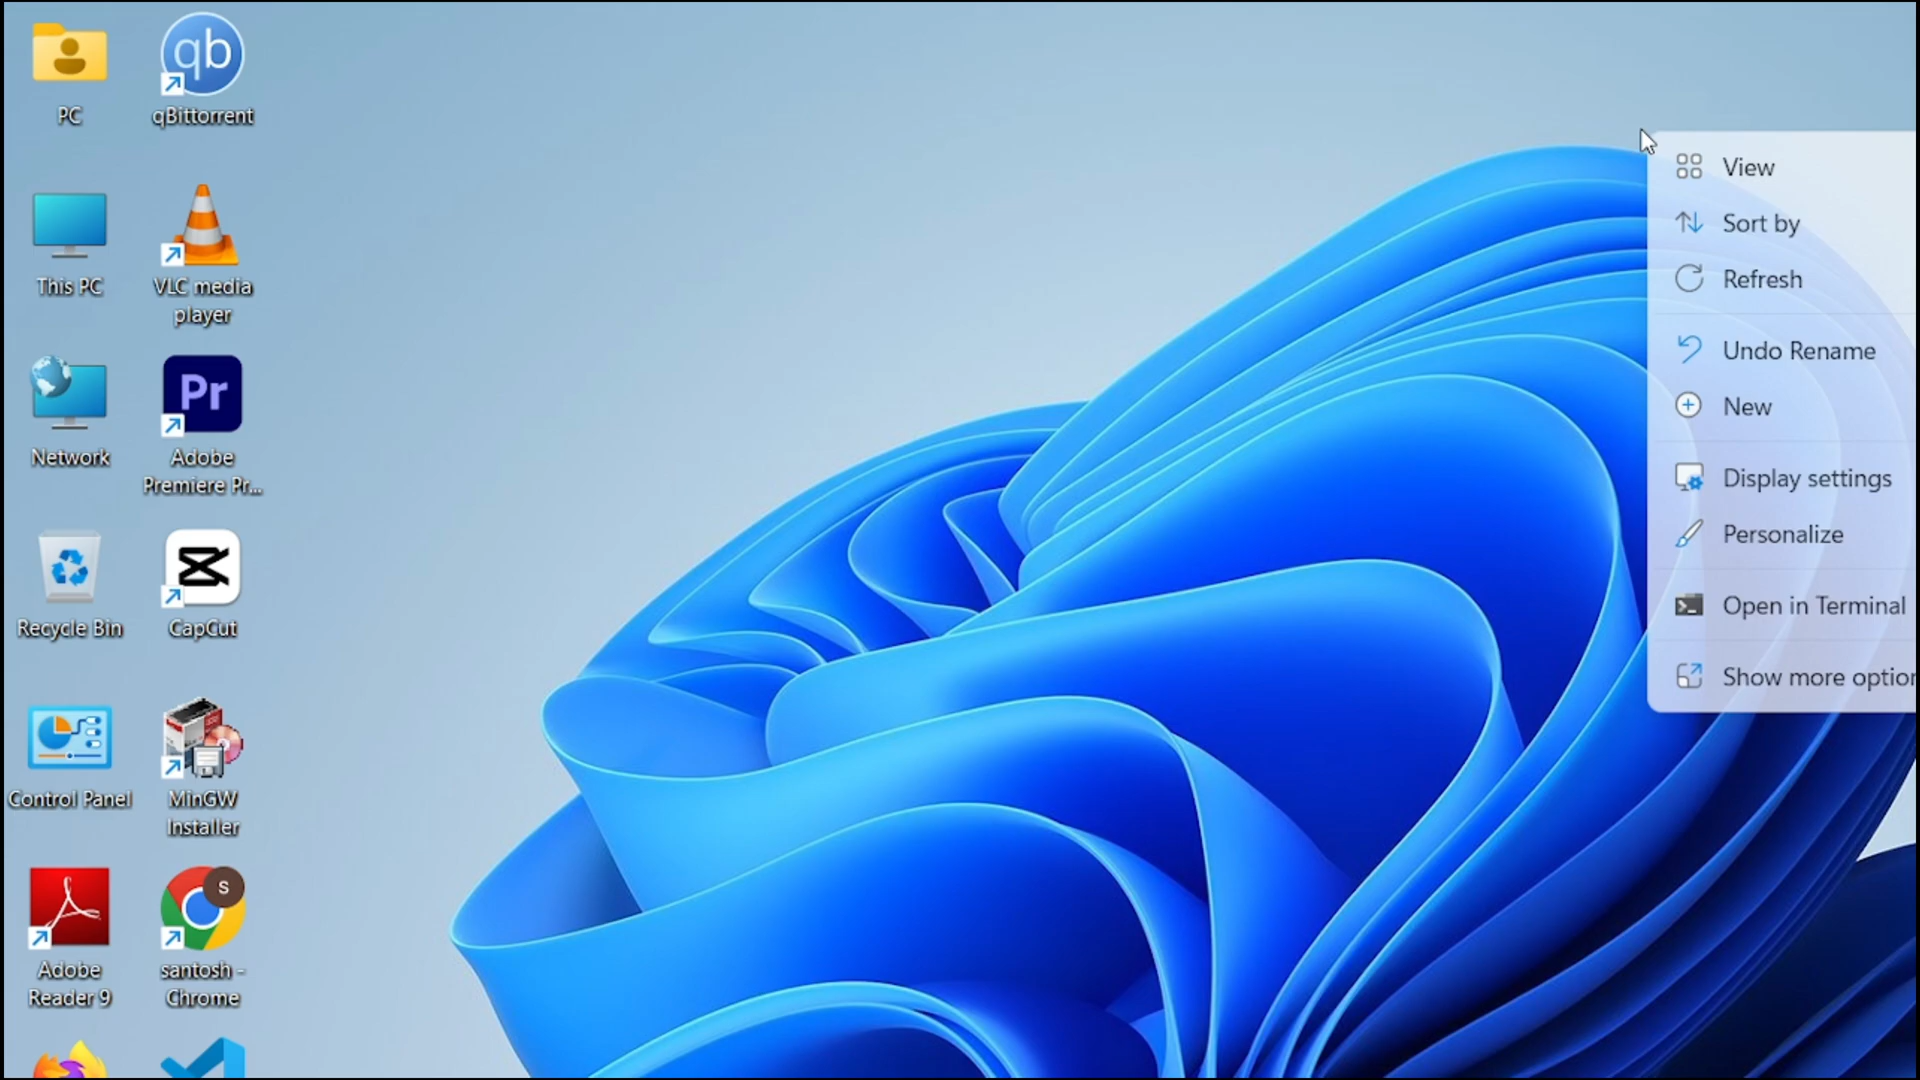 PC
qb
qBittorrent
This PC
VLC media
player
Network
Pr
Adobe
Premiere Pr...
Recycle Bin
CapCut
Control Panel
MinGW
Installer
Adobe
Reader 9
S
santosh -
Chrome
View
Sort by
Refresh
Undo Rename
New
Display settings
Personalize
Open in Terminal
Show more option